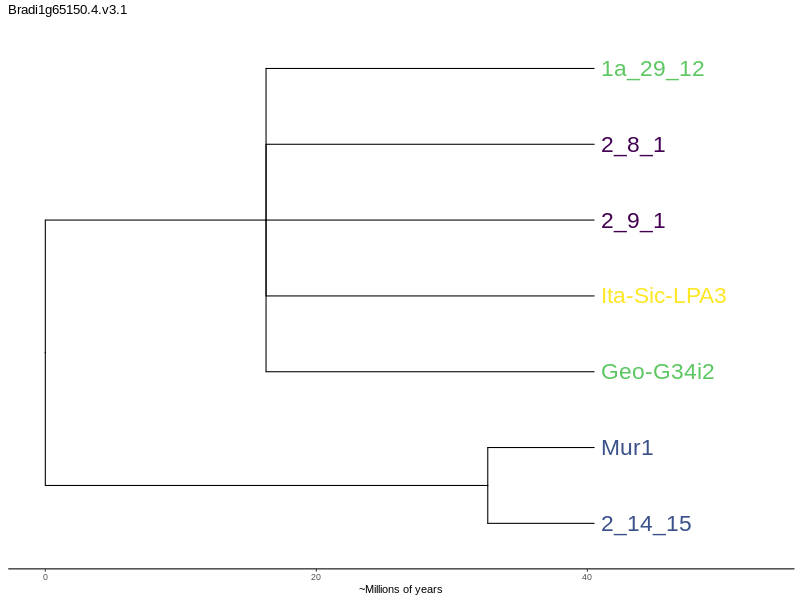 Bradi1g65150.4.v3.1
1a_29_12
2_8_1
2_9_1
Ita-Sic-LPA3
Geo-G34i2
Mur1
2_14_15
0 20 40
~Millions of years